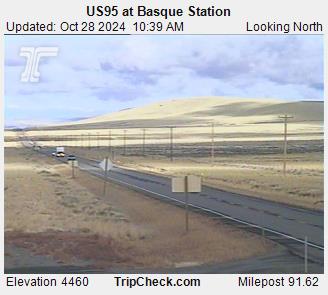 US95 at Basque Station
Updated: Oct 28 2024 10:39 AM Looking North
Elevation 4460 TripCheck.com Milepost 91.62